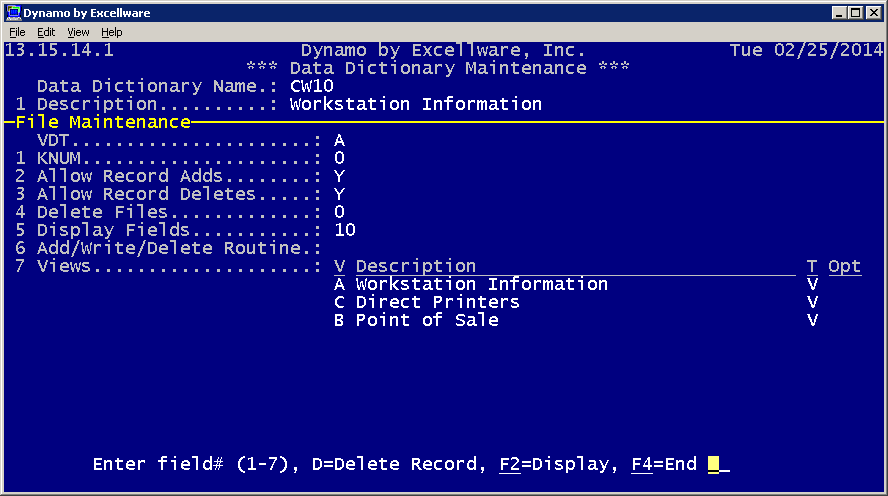 Dynamo by Excellware
File Edit View Help
13.15.14.1 Dynamo by Excellware, Inc. Tue 02/25/2014
*** Data Dictionary Maintenance ***
Data Dictionary Name.: CW10
1 Description..........: Workstation Information
File Maintenance
VDT......................: A
1 KNUM.....................: 0
2 Allow Record Adds........: Y
3 Allow Record Deletes.....: Y
4 Delete Files.............: 0
5 Display Fields...........: 10
6 Add/Write/Delete Routine.:
7 Views....................: V Description T Opt
A Workstation Information V
C Direct Printers V
B Point of Sale V
Enter field# (1-7), D=Delete Record, F2=Display, F4=End